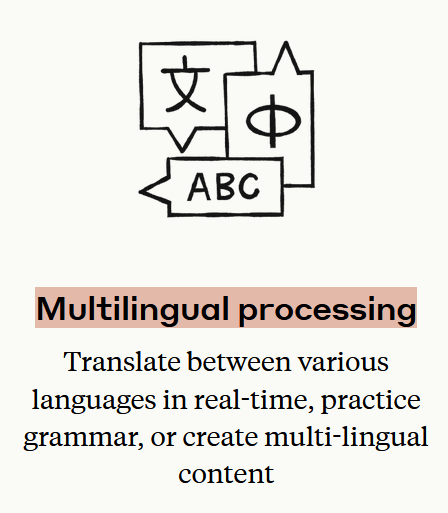 文
ф
ABC
Multilingual processing
Translate between various
languages in real-time, practice
grammar, or create multi-lingual
content